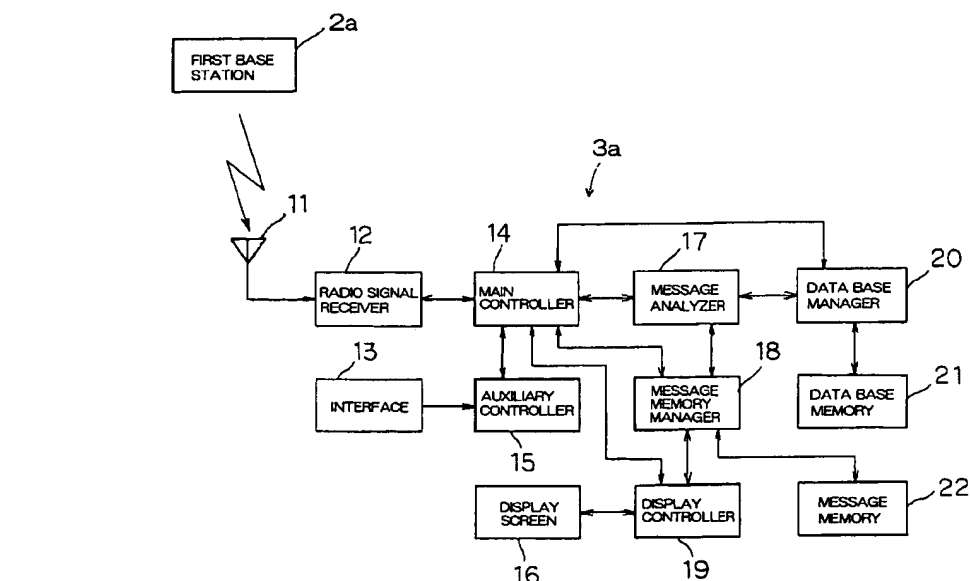 2a
FIRST BASE
STATION
3a
11
12
14
17
20
RADIO SIGNAL
RECEIVER
MAIN
CONTROLLER
MESSAGE
ANALYZER
DATA BASE
MANAGER
13
18
21
INTERFACE
AUXILIARY
CONTROLLER
MESSAGE
MEMORY
MANAGER
DATA BASE
MEMORY
15
22
DISPLAY
SCREEN
DISPLAY
CONTROLLER
MESSAGE
MEMORY
16
19